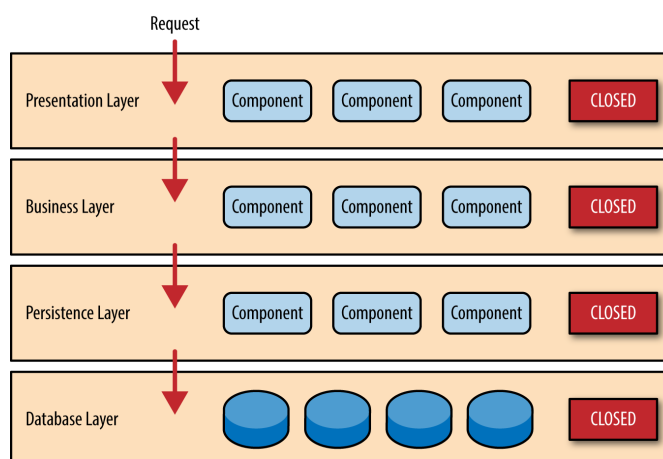 Request
Presentation Layer Component Component Component CLOSED
Business Layer Component Component Component CLOSED
Persistence Layer Component Component Component CLOSED
Database Layer CLOSED